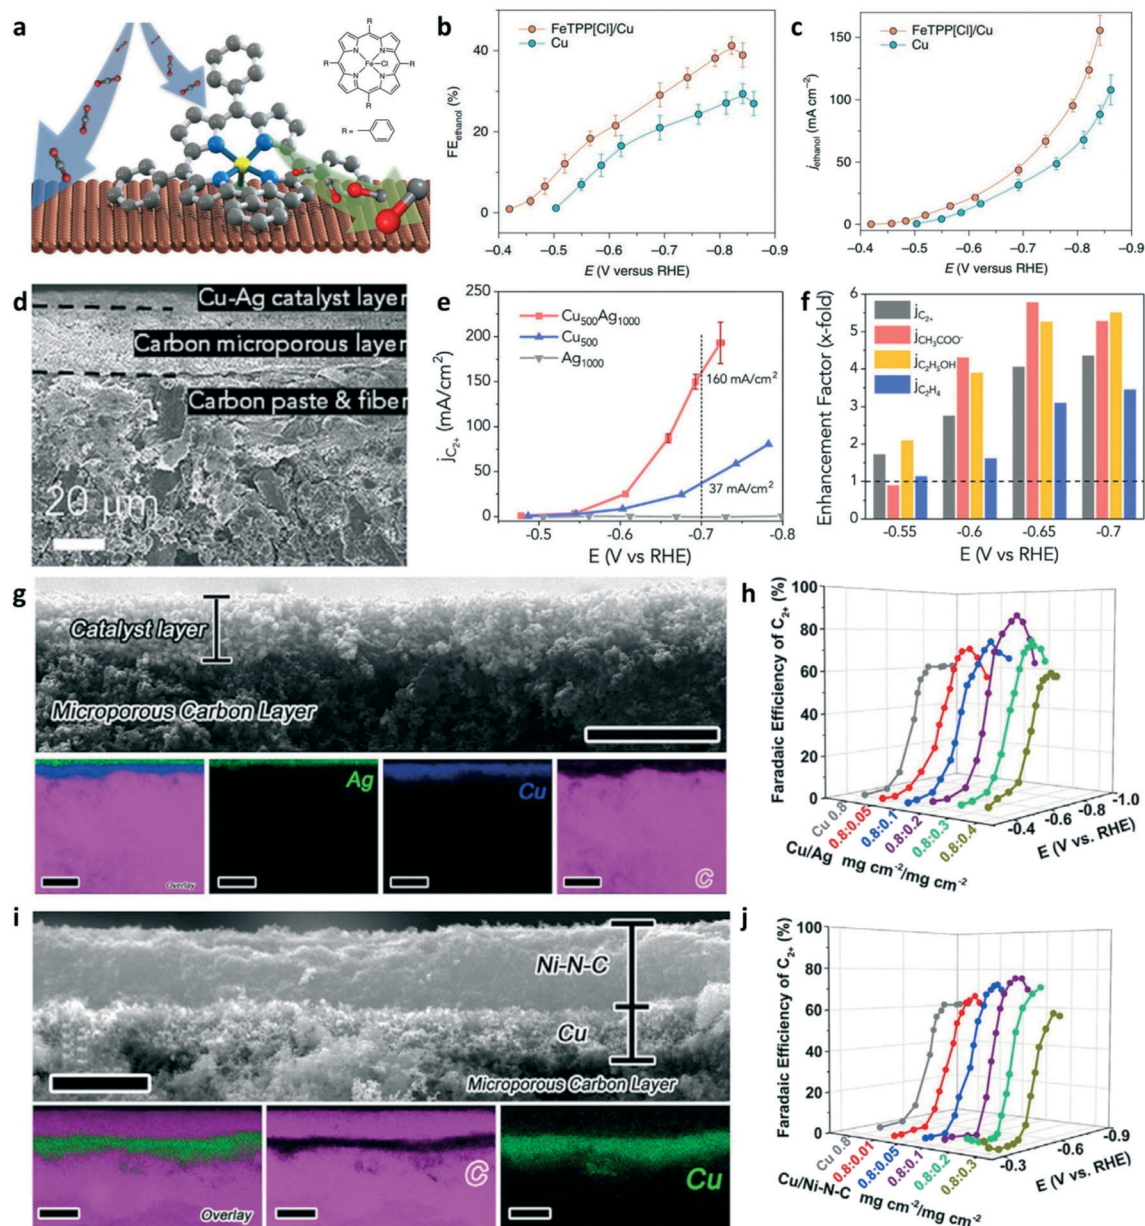 a
R
R
R
R
N
N
N
N
Fe
Cl
R =
b
FeTPP[Cl]/Cu
Cu
FE_ethanol (%)
40
20
0
−0.4
−0.5
−0.6
−0.7
−0.8
−0.9
E (V versus RHE)
c
FeTPP[Cl]/Cu
Cu
j_ethanol (mA cm⁻²)
150
100
50
0
−0.4
−0.5
−0.6
−0.7
−0.8
−0.9
E (V versus RHE)
d
Cu-Ag catalyst layer
Carbon microporous layer
Carbon paste & fiber
20 μm
e
j_C₂₊ (mA/cm²)
250
200
150
100
50
0
Cu₅₀₀Ag₁₀₀₀
Cu₅₀₀
Ag₁₀₀₀
160 mA/cm²
37 mA/cm²
-0.5
-0.6
-0.7
-0.8
E (V vs RHE)
f
Enhancement Factor (x-fold)
6
5
4
5
2
1
0
j_C₂₊
j_CH₃COO⁻
j_C₂H₅OH
j_C₂H₄
-0.55
-0.6
-0.65
-0.7
E (V vs RHE)
g
Catalyst layer
Microporous Carbon Layer
Overlay
Ag
Cu
C
h
Faradaic Efficiency of C₂₊ (%)
100
80
60
40
20
0
Cu 0.8
0.8:0.05
0.8:0.1
0.8:0.2
0.8:0.3
0.8:0.4
Cu/Ag mg cm⁻²/mg cm⁻²
-0.4
-0.6
-0.8
-1.0
E (V vs. RHE)
i
Ni-N-C
Cu
Microporous Carbon Layer
Overlay
C
Cu
j
Faradaic Efficiency of C₂₊ (%)
100
80
60
40
20
0
Cu 0.8
0.8:0.01
0.8:0.05
0.8:0.1
0.8:0.2
0.8:0.3
Cu/Ni-N-C mg cm⁻²/mg cm⁻²
-0.3
-0.6
-0.9
E (V vs. RHE)